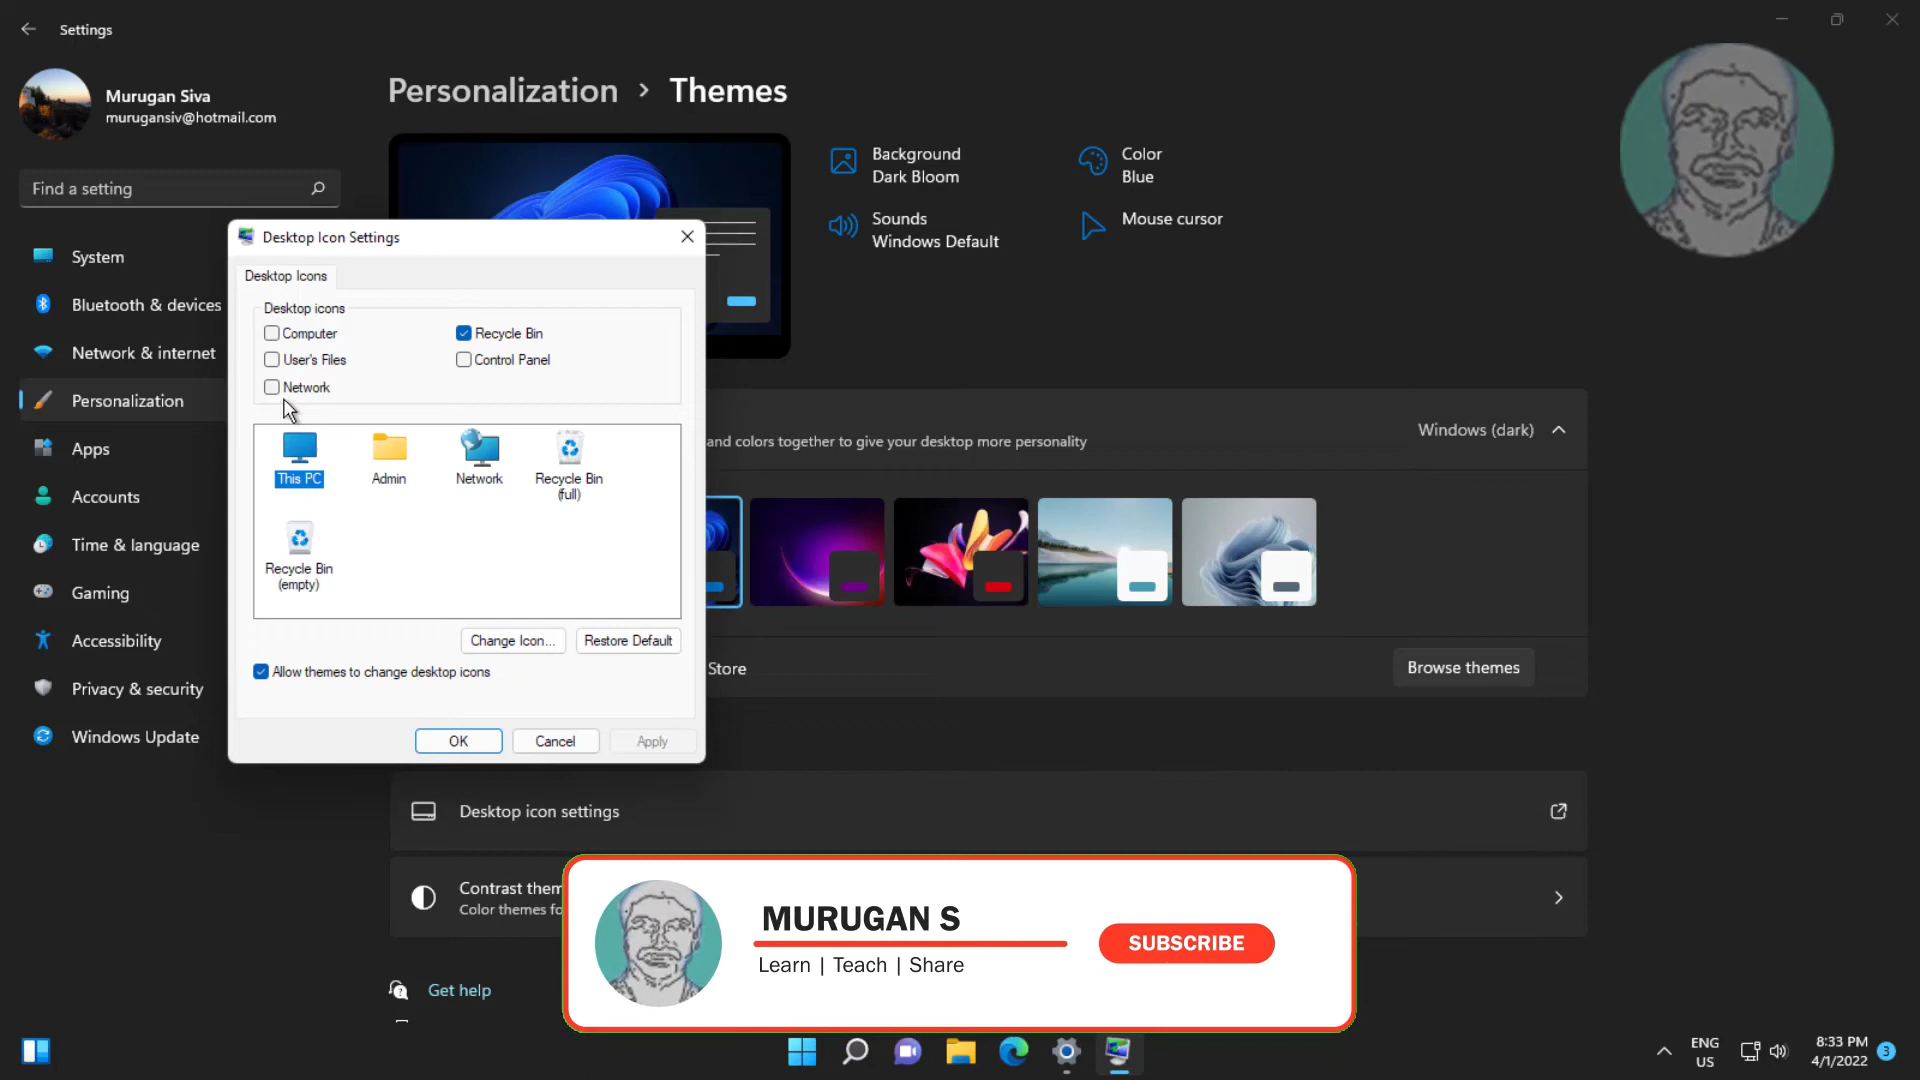 Settings
Murugan Siva
murugansiv@hotmail.com
Find a setting
System
Bluetooth & devices
Network & internet
Personalization
Apps
Accounts
Time & language
Gaming
Accessibility
Privacy & security
Windows Update
Personalization > Themes
Background
Dark Bloom
Color
Blue
Sounds
Windows Default
Mouse cursor
Desktop Icon Settings
Desktop Icons
Desktop icons
Computer
Recycle Bin
User's Files
Control Panel
Network
This PC
Admin
Network
Recycle Bin
(full)
Recycle Bin
(empty)
Change Icon...
Restore Default
Allow themes to change desktop icons
OK
Cancel
Apply
and colors together to give your desktop more personality
Windows (dark)
Store
Browse themes
Desktop icon settings
Contrast them
Color themes fo
Get help
MURUGAN S
Learn | Teach | Share
SUBSCRIBE
ENG
US
8:33 PM
4/1/2022
3